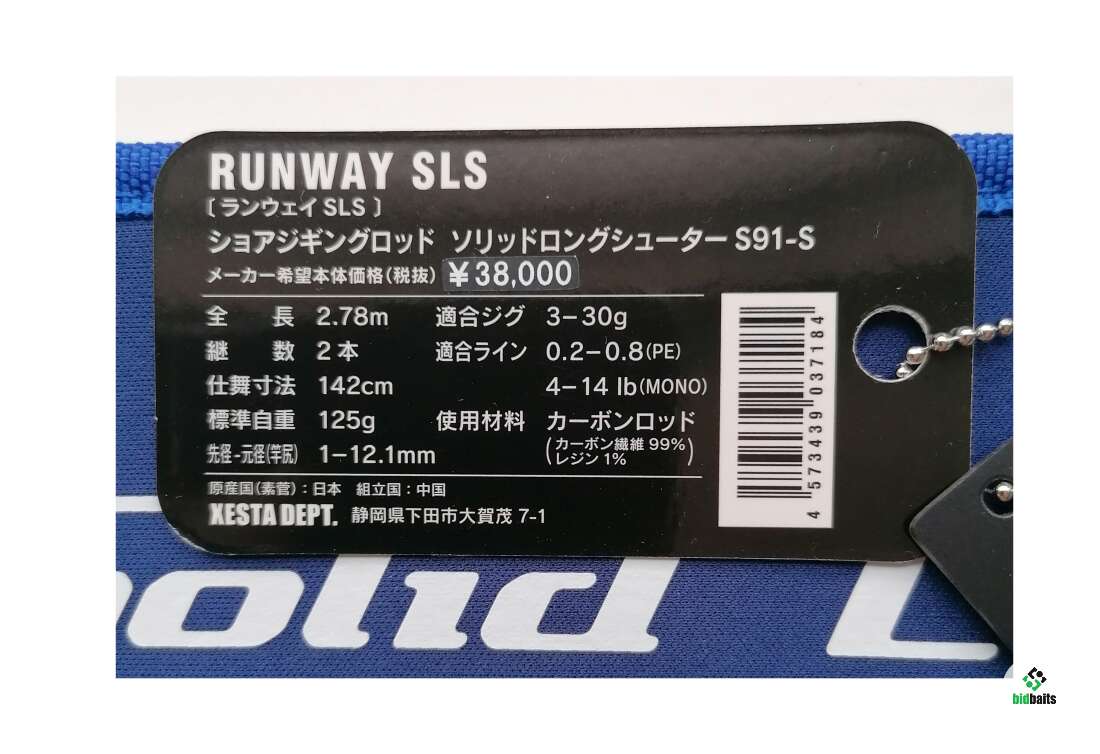 RUNWAY SLS
〔ランウェイSLS〕
ショアジギングロッド ソリッドロングシューター S91-S
メーカー希望本体価格(税抜) ¥38,000
全長 2.78m 適合ジグ 3-30g
継数 2本 適合ライン 0.2-0.8(PE)
仕舞寸法 142cm 4-14 lb(MONO)
標準自重 125g 使用材料 カーボンロッド
先径-元径(竿尻) 1-12.1mm (カーボン繊維 99%
レジン 1%)
原産国(素菅):日本 組立国:中国
XESTA DEPT. 静岡県下田市大賀茂 7-1
4 573439 037184
olid L
bidbaits